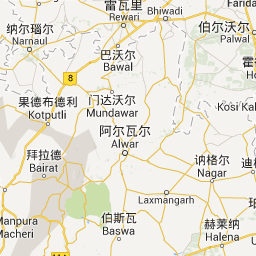 雷瓦里
Rewari
Bhiwadi
纳尔瑙尔
Narnaul
伯尔沃尔
Palwal
巴沃尔
Bawal
8
果德布德利
Kotputli
门达沃尔
Mundawar
Kosi Kal
阿尔瓦尔
Alwar
拜拉德
Bairat
讷格尔
Nagar
Laxmangarh
Manpura
Macheri
伯斯瓦
Baswa
赫莱纳
Halena